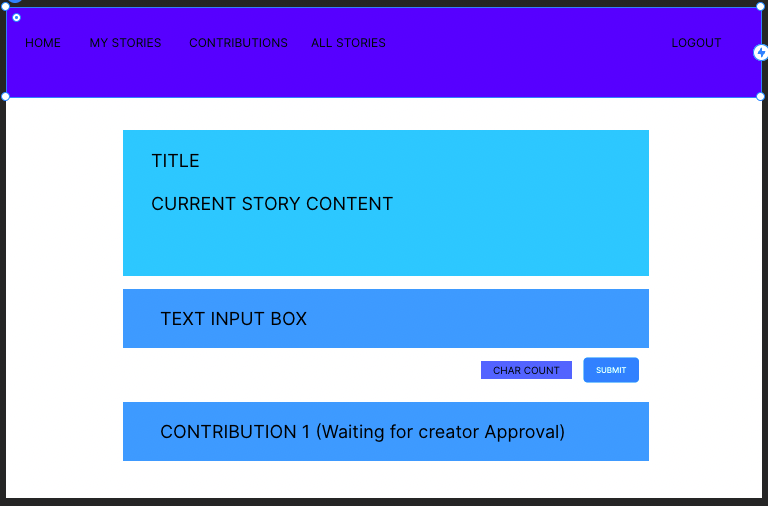 HOME MY STORIES CONTRIBUTIONS ALL STORIES LOGOUT
TITLE
CURRENT STORY CONTENT
TEXT INPUT BOX
CHAR COUNT SUBMIT
CONTRIBUTION 1 (Waiting for creator Approval)